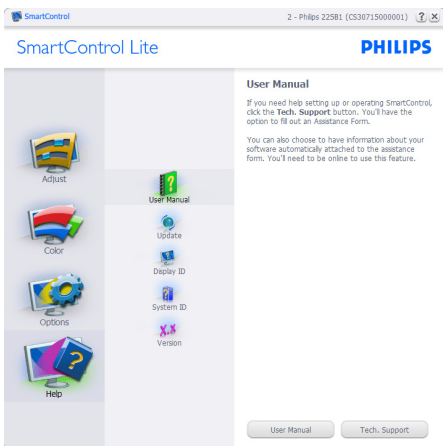 SmartControl
2 - Philips 225B1 (CS30715000001)
? X
SmartControl Lite
PHILIPS
Adjust
Color
Options
Help
User Manual
Update
Display ID
System ID
X.X
Version
User Manual
If you need help setting up or operating SmartControl,
click the Tech. Support button. You'll have the
option to fill out an Assistance Form.
You can also choose to have information about your
software automatically attached to the assistance
form. You'll need to be online to use this feature.
User Manual
Tech. Support